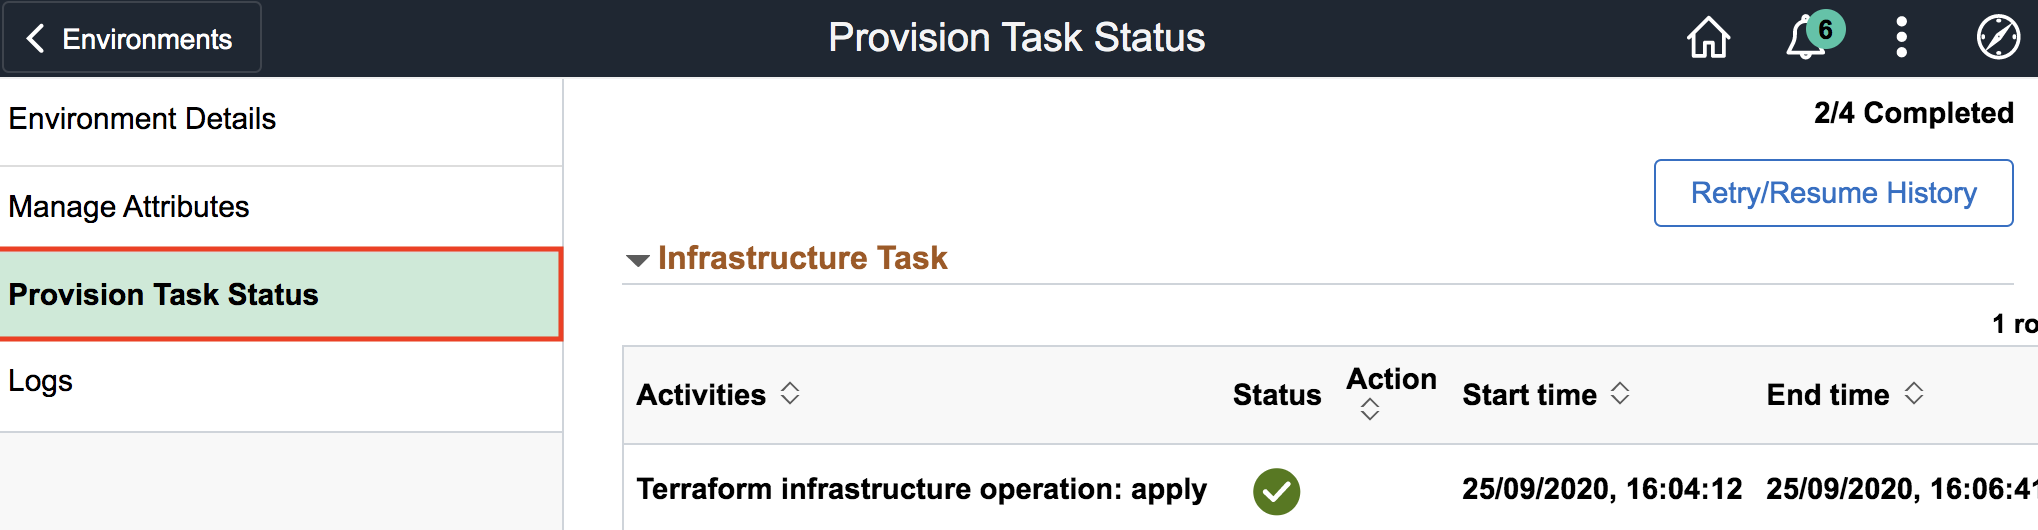 Environments
Provision Task Status
6
Environment Details
Manage Attributes
Provision Task Status
Logs
2/4 Completed
Retry/Resume History
Infrastructure Task
1 ro
Activities Status Action Start time End time
Terraform infrastructure operation: apply 25/09/2020, 16:04:12 25/09/2020, 16:06:41